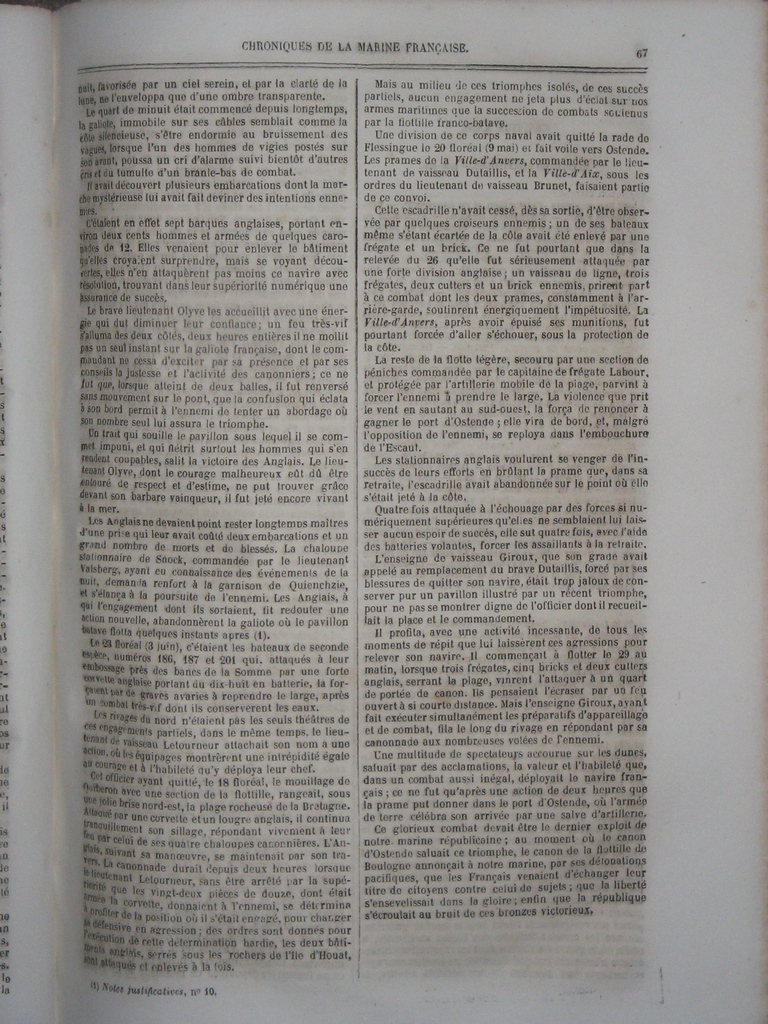 CHRONIQUES DE LA MARINE FRANÇAISE.
67
nuit, favorisée par un ciel serein, et par la clarté de la
lune, ne l'enveloppa que d'une ombre transparente.
Le quart de minuit était commencé depuis longtemps,
la galiote, immobile sur ses câbles semblait comme la
côte silencieuse, s'être endormie au bruissement des
vagues, lorsque l'un des hommes de vigies postés sur
son avant, poussa un cri d'alarme suivi bientôt d'autres
cris et du tumulte d'un branle-bas de combat.
Il avait découvert plusieurs embarcations dont la mar-
che mystérieuse lui avait fait deviner des intentions enne-
mies.
C'étaient en effet sept barques anglaises, portant en-
viron deux cents hommes et armées de quelques caro-
nades de 12. Elles venaient pour enlever le bâtiment
qu'elles croyaient surprendre, mais se voyant décou-
vertes, elles n'en attaquèrent pas moins ce navire avec
résolution, trouvant dans leur supériorité numérique une
assurance de succès.
Le brave lieutenant Olyve les accueillit avec une éner-
gie qui dut diminuer leur confiance; un feu très-vif
s'alluma des deux côtés, deux heures entières il ne mollit
pas un seul instant sur la galiote française, dont le com-
mandant ne cessa d'exciter par sa présence et par ses
conseils la justesse et l'activité des canonniers; ce ne
fut que, lorsque atteint de deux balles, il fut renversé
sans mouvement sur le pont, que la confusion qui éclata
à son bord permit à l'ennemi de tenter un abordage où
son nombre seul lui assura le triomphe.
Un trait qui souille le pavillon sous lequel il se com-
met impuni, et qui flétrit surtout les hommes qui s'en
rendent coupables, salit la victoire des Anglais. Le lieu-
tenant Olyve, dont le courage malheureux eût dû être
entouré de respect et d'estime, ne put trouver grâce
devant son barbare vainqueur, il fut jeté encore vivant
à la mer.
Les Anglais ne devaient point rester longtemps maîtres
d'une prise qui leur avait coûté deux embarcations et un
grand nombre de morts et de blessés. La chaloupe
stationnaire de Snock, commandée par le lieutenant
Valsberg, ayant eu connaissance des événements de la
nuit, demanda renfort à la garnison de Quienchzie,
et s'élança à la poursuite de l'ennemi. Les Anglais, à
qui l'engagement dont ils sortaient, fit redouter une
action nouvelle, abandonnèrent la galiote où le pavillon
batave flotta quelques instants après (1).
Le 23 floréal (3 juin), c'étaient les bateaux de seconde
espèce, numéros 186, 187 et 201 qui, attaqués à leur
embossage près des bancs de la Somme par une forte
corvette anglaise portant du dix-huit en batterie, la for-
çaient par de graves avaries à reprendre le large, après
un combat très-vif dont ils conservèrent les eaux.
Les rivages du nord n'étaient pas les seuls théâtres de
ces engagements partiels, dans le même temps, le lieu-
tenant de vaisseau Letourneur attachait son nom à une
action, où les équipages montrèrent une intrépidité égale
au courage et à l'habileté qu'y déploya leur chef.
Cet officier ayant quitté, le 18 floréal, le mouillage de
Quiberon avec une section de la flottille, rangeait, sous
une jolie brise nord-est, la plage rocheuse de la Bretagne.
Attaqué par une corvette et un lougre anglais, il continua
tranquillement son sillage, répondant vivement à leur
feu par celui de ses quatre chaloupes canonnières. L'An-
glais, suivant sa manœuvre, se maintenait par son tra-
vers. La canonnade durait depuis deux heures lorsque
le lieutenant Letourneur, sans être arrêté par la supé-
riorité que les vingt-deux pièces de douze, dont était
armée la corvette, donnaient à l'ennemi, se détermina
à profiter de la position où il s'était engagé, pour changer
la défensive en agression; des ordres sont donnés pour
l'exécution de cette détermination hardie, les deux bâti-
ments anglais, serrés sous les rochers de l'île d'Houat,
sont attaqués et enlevés à la fois.
(1) Notes justificatives, nº 10.
Mais au milieu de ces triomphes isolés, de ces succès
partiels, aucun engagement ne jeta plus d'éclat sur nos
armes maritimes que la succession de combats soutenus
par la flottille franco-batave.
Une division de ce corps naval avait quitté la rade de
Flessingue le 20 floréal (9 mai) et fait voile vers Ostende.
Les prames de la Ville-d'Anvers, commandée par le lieu-
tenant de vaisseau Dutaillis, et la Ville-d'Aix, sous les
ordres du lieutenant de vaisseau Brunet, faisaient partie
de ce convoi.
Cette escadrille n'avait cessé, dès sa sortie, d'être obser-
vée par quelques croiseurs ennemis; un de ses bateaux
même s'étant écartée de la côte avait été enlevé par une
frégate et un brick. Ce ne fut pourtant que dans la
relevée du 26 qu'elle fut sérieusement attaquée par
une forte division anglaise; un vaisseau de ligne, trois
frégates, deux cutters et un brick ennemis, prirent part
à ce combat dont les deux prames, constamment à l'ar-
rière-garde, soutinrent énergiquement l'impétuosité. La
Ville-d'Anvers, après avoir épuisé ses munitions, fut
pourtant forcée d'aller s'échouer, sous la protection de
la côte.
La reste de la flotte légère, secouru par une section de
péniches commandée par le capitaine de frégate Labour,
et protégée par l'artillerie mobile de la plage, parvint à
forcer l'ennemi à prendre le large. La violence que prit
le vent en sautant au sud-ouest, la força de renoncer à
gagner le port d'Ostende; elle vira de bord, et, malgré
l'opposition de l'ennemi, se reploya dans l'embouchure
de l'Escaut.
Les stationnaires anglais voulurent se venger de l'in-
succès de leurs efforts en brûlant la prame que, dans sa
retraite, l'escadrille avait abandonnée sur le point où elle
s'était jeté à la côte.
Quatre fois attaquée à l'échouage par des forces si nu-
mériquement supérieures qu'elles ne semblaient lui lais-
ser aucun espoir de succès, elle sut quatre fois, avec l'aide
des batteries volantes, forcer les assaillants à la retraite.
L'enseigne de vaisseau Giroux, que son grade avait
appelé au remplacement du brave Dutaillis, forcé par ses
blessures de quitter son navire, était trop jaloux de con-
server pur un pavillon illustré par un récent triomphe,
pour ne pas se montrer digne de l'officier dont il recueil-
lait la place et le commandement.
Il profita, avec une activité incessante, de tous les
moments de répit que lui laissèrent ces agressions pour
relever son navire. Il commençait à flotter le 29 au
matin, lorsque trois frégates, cinq bricks et deux cutters
anglais, serrant la plage, vinrent l'attaquer à un quart
de portée de canon. Ils pensaient l'écraser par un feu
ouvert à si courte distance. Mais l'enseigne Giroux, ayant
fait exécuter simultanément les préparatifs d'appareillage
et de combat, fila le long du rivage en répondant par sa
canonnade aux nombreuses volées de l'ennemi.
Une multitude de spectateurs accourue sur les dunes,
saluait par des acclamations, la valeur et l'habileté que,
dans un combat aussi inégal, déployait le navire fran-
çais; ce ne fut qu'après une action de deux heures que
la prame put donner dans le port d'Ostende, où l'armée
de terre célébra son arrivée par une salve d'artillerie.
Ce glorieux combat devait être le dernier exploit de
notre marine républicaine; au moment où le canon
d'Ostende saluait ce triomphe, le canon de la flottille de
Boulogne annonçait à notre marine, par ses détonations
pacifiques, que les Français venaient d'échanger leur
titre de citoyens contre celui de sujets; que la liberté
s'ensevelissait dans la gloire; enfin que la république
s'écroulait au bruit de ces bronzes victorieux,